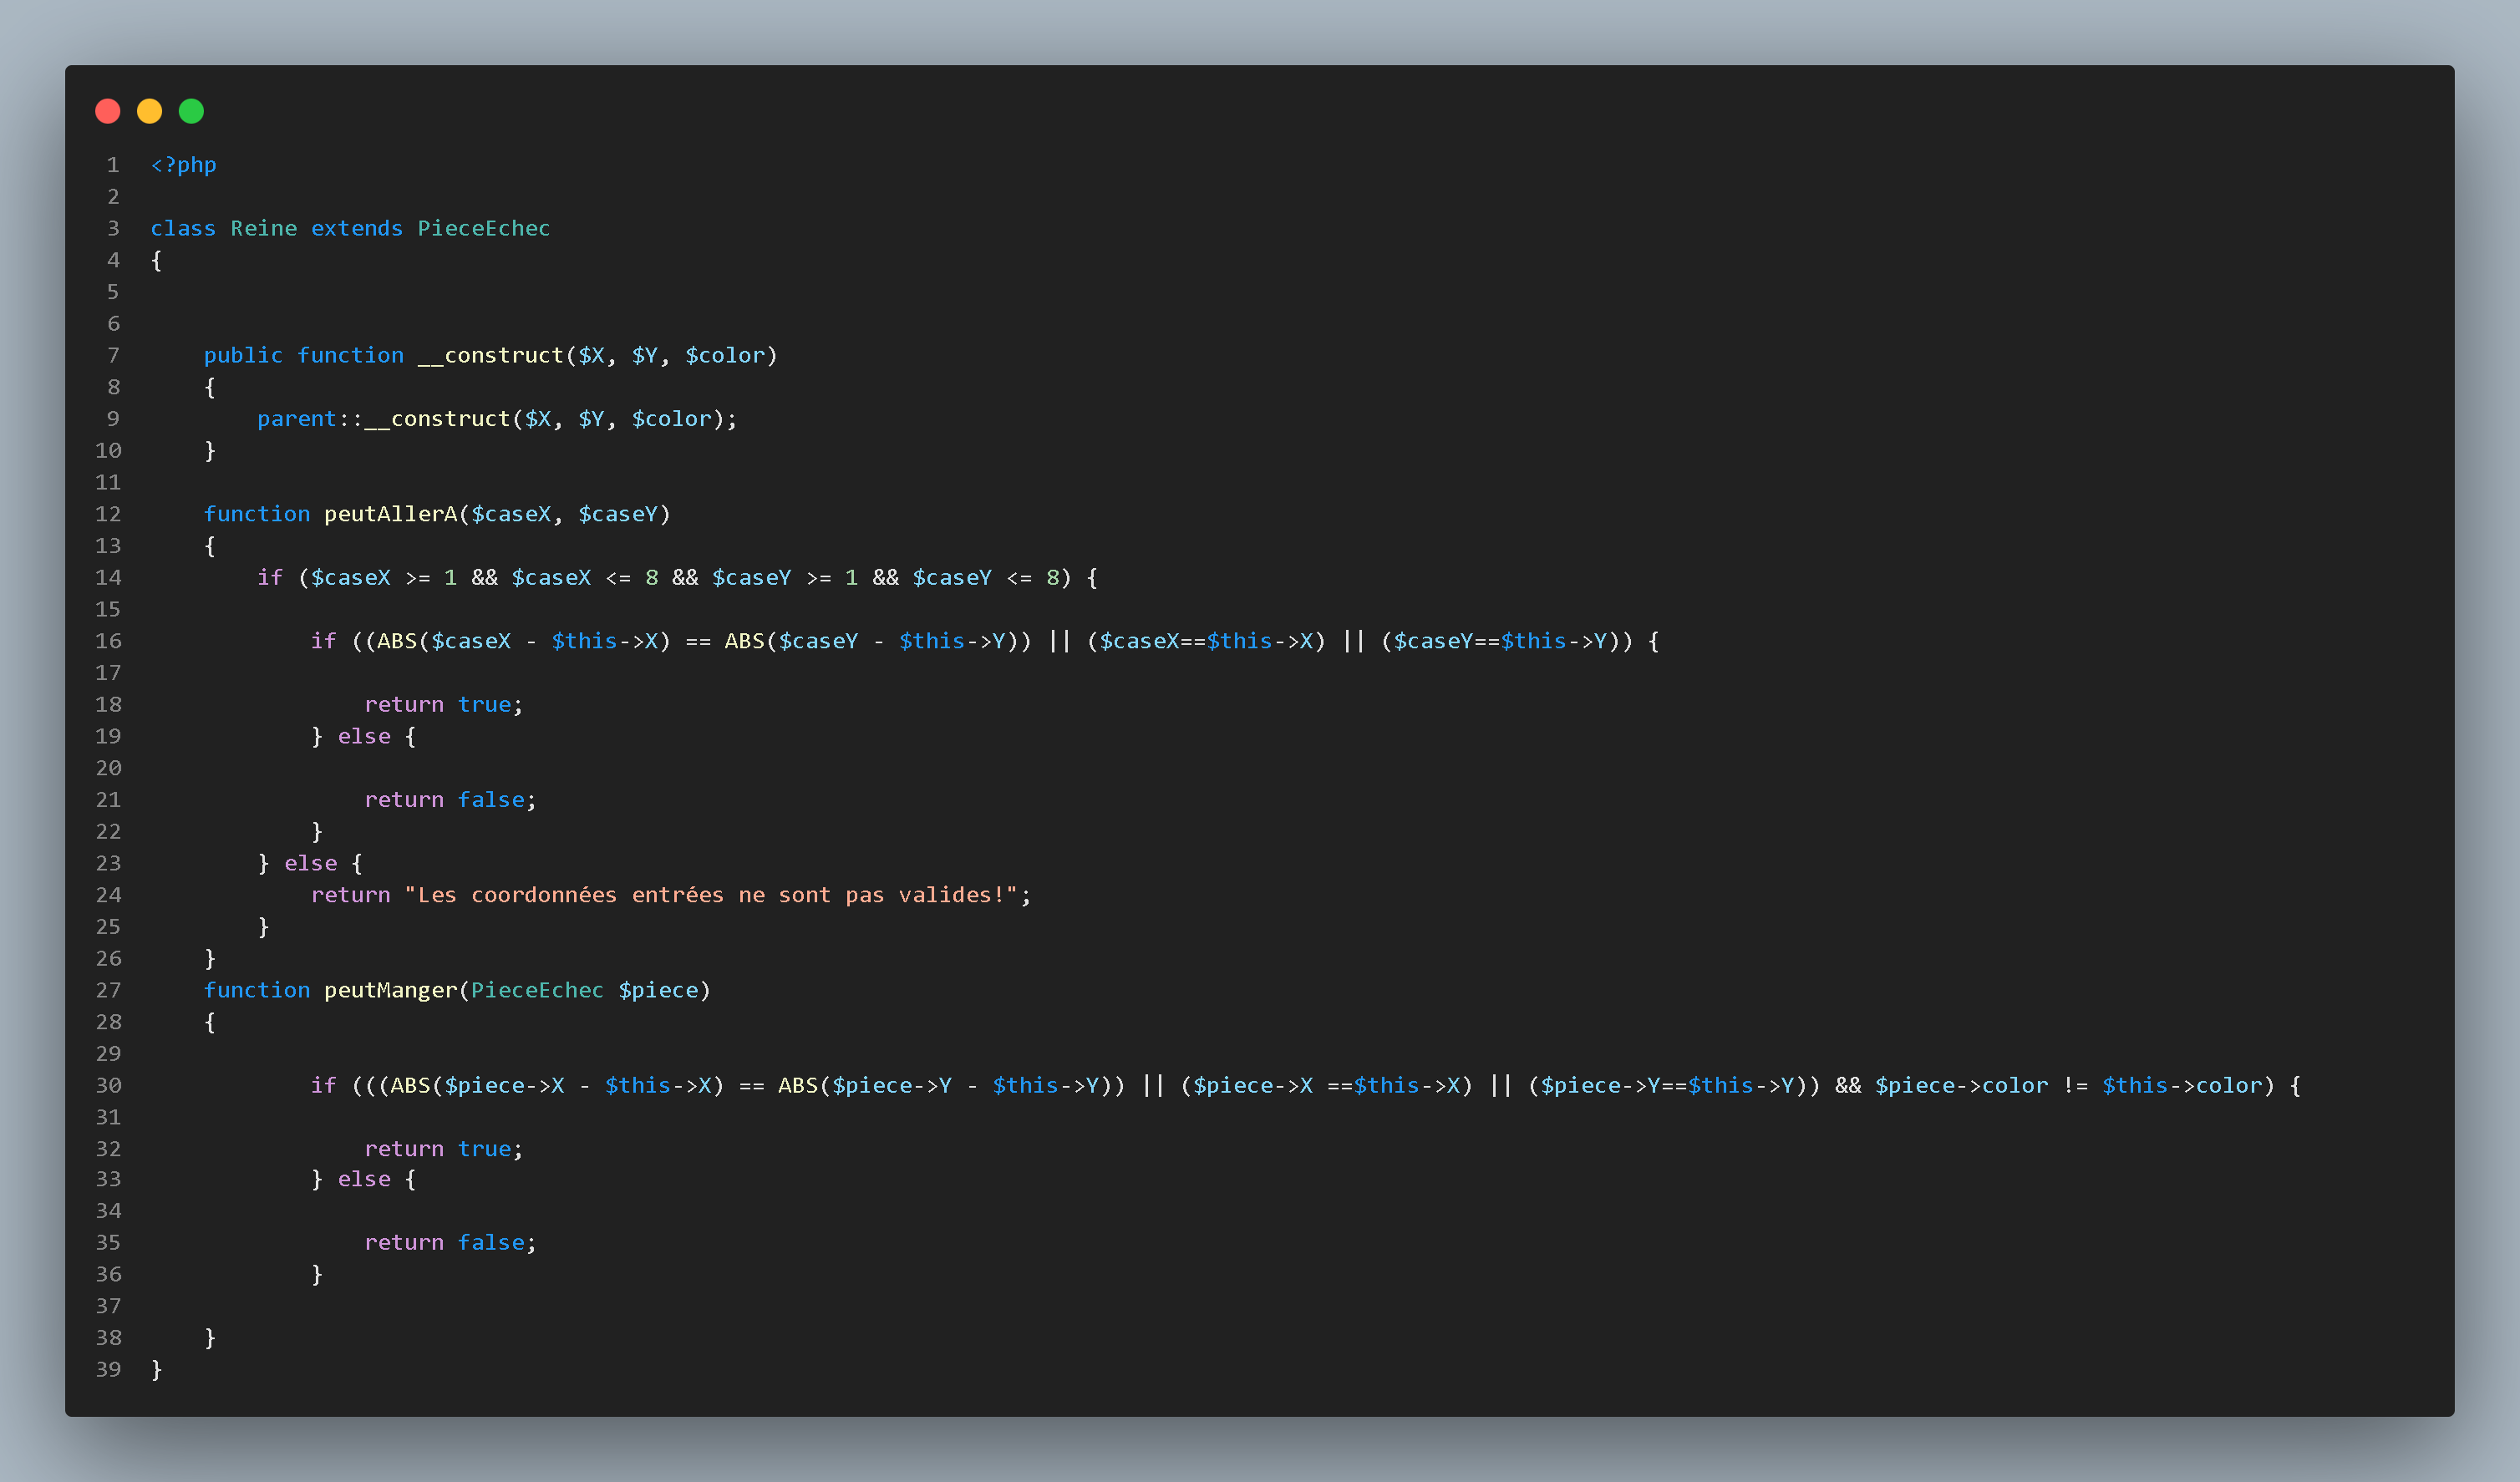 1 <?php
2
3 class Reine extends PieceEchec
4 {
5
6
7     public function __construct($X, $Y, $color)
8     {
9         parent::__construct($X, $Y, $color);
10     }
11
12     function peutAllerA($caseX, $caseY)
13     {
14         if ($caseX >= 1 && $caseX <= 8 && $caseY >= 1 && $caseY <= 8) {
15
16             if ((ABS($caseX - $this->X) == ABS($caseY - $this->Y)) || ($caseX==$this->X) || ($caseY==$this->Y)) {
17
18                 return true;
19             } else {
20
21                 return false;
22             }
23         } else {
24             return "Les coordonnées entrées ne sont pas valides!";
25         }
26     }
27     function peutManger(PieceEchec $piece)
28     {
29
30             if (((ABS($piece->X - $this->X) == ABS($piece->Y - $this->Y)) || ($piece->X ==$this->X) || ($piece->Y==$this->Y)) && $piece->color != $this->color) {
31
32                 return true;
33             } else {
34
35                 return false;
36             }
37
38     }
39 }